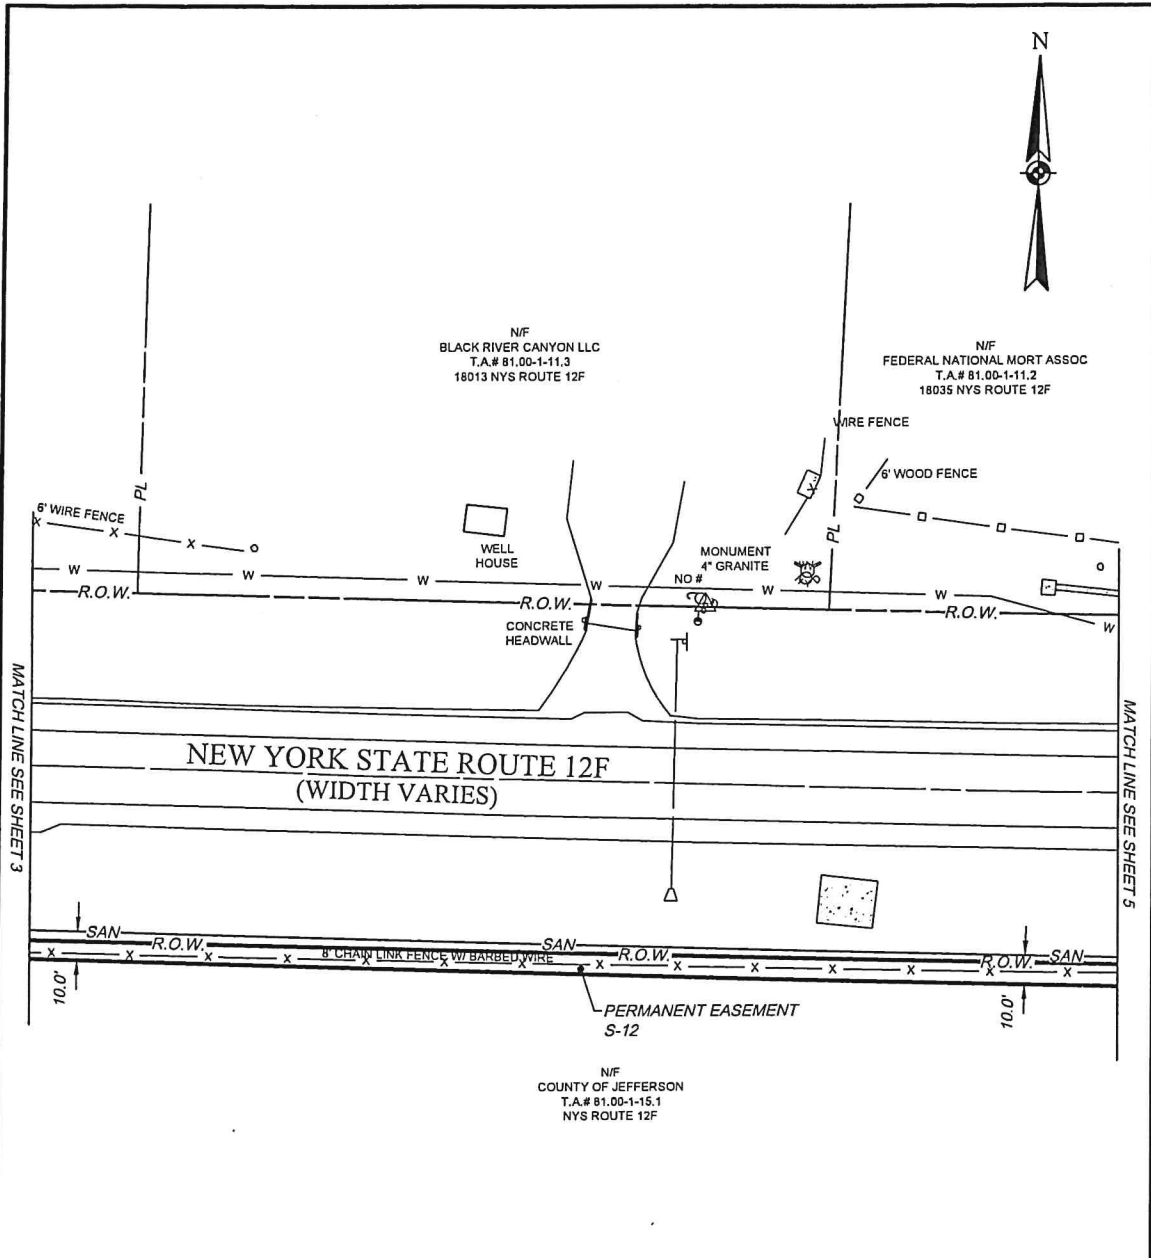 N
N/F
BLACK RIVER CANYON LLC
T.A.# 81.00-1-11.3
18013 NYS ROUTE 12F
N/F
FEDERAL NATIONAL MORT ASSOC
T.A.# 81.00-1-11.2
18035 NYS ROUTE 12F
WIRE FENCE
6' WOOD FENCE
PL
6' WIRE FENCE
X
X
X
WELL
HOUSE
MONUMENT
4" GRANITE
NO #
PL
W
W
W
W
W
W
W
R.O.W.
R.O.W.
R.O.W.
CONCRETE
HEADWALL
MATCH LINE SEE SHEET 3
MATCH LINE SEE SHEET 5
NEW YORK STATE ROUTE 12F
(WIDTH VARIES)
SAN
SAN
SAN
R.O.W.
R.O.W.
R.O.W.
X
X
X
X
X
X
X
X
X
X
X
X
X
X
8' CHAIN LINK FENCE W/ BARBED WIRE
10.0'
10.0'
PERMANENT EASEMENT
S-12
N/F
COUNTY OF JEFFERSON
T.A.# 81.00-1-15.1
NYS ROUTE 12F